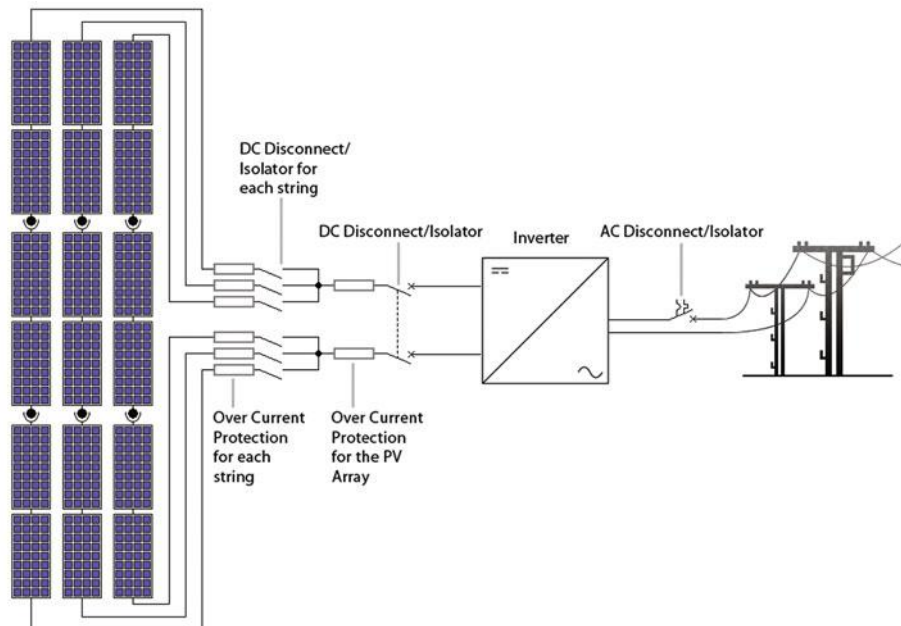 DC Disconnect/
Isolator for
each string
DC Disconnect/Isolator
Inverter
AC Disconnect/Isolator
Over Current
Protection
for each
string
Over Current
Protection
for the PV
Array